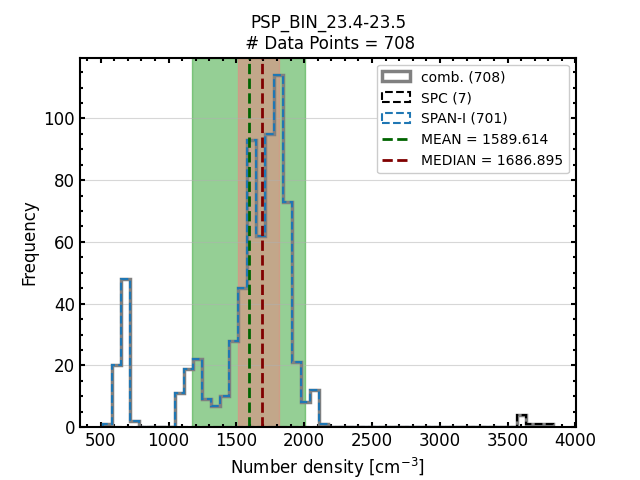 PSP_BIN_23.4-23.5
# Data Points = 708
comb. (708)
SPC (7)
SPAN-I (701)
MEAN = 1589.614
MEDIAN = 1686.895
Frequency
100
80
60
40
20
0
500 1000 1500 2000 2500 3000 3500 4000
Number density [cm⁻³]